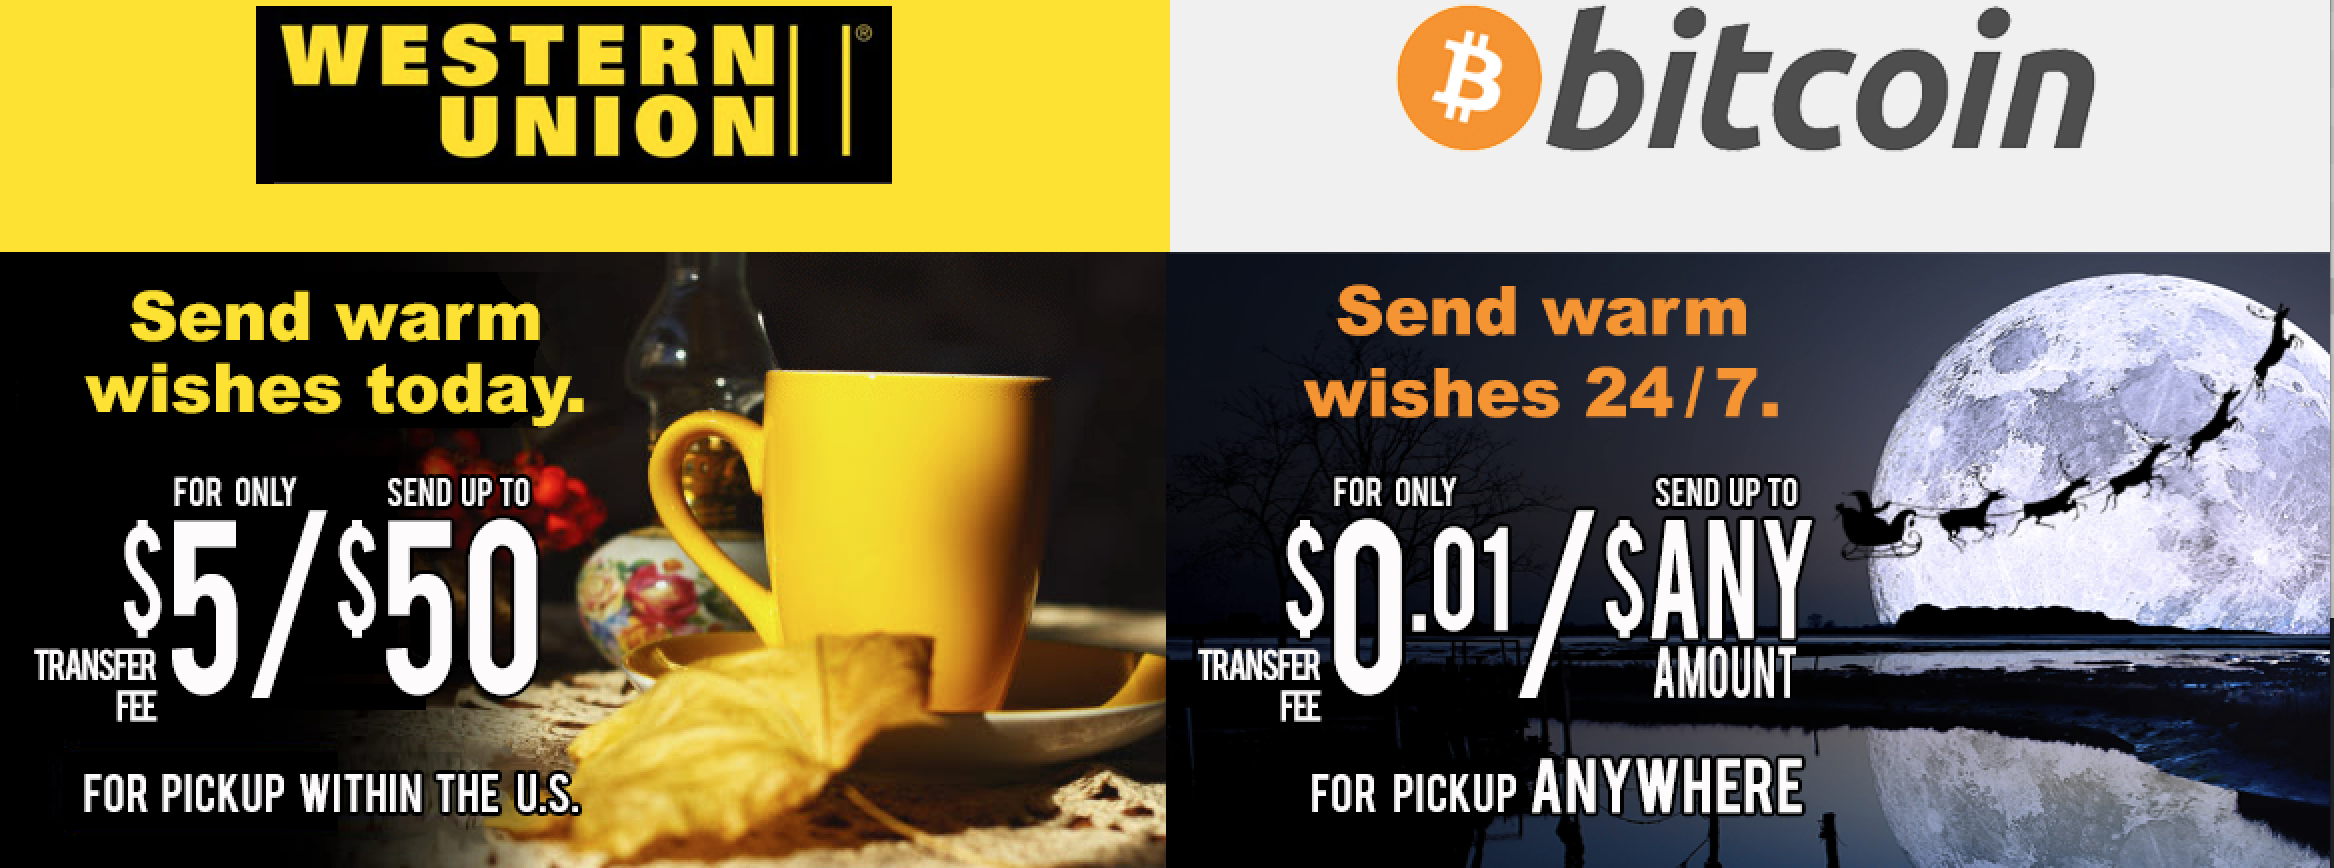 WESTERN
UNION ®
Send warm
wishes today.
FOR ONLY
SEND UP TO
$5/$50
TRANSFER
FEE
FOR PICKUP WITHIN THE U.S.
bitcoin
Send warm
wishes 24/7.
FOR ONLY
SEND UP TO
$0.01/$ANY
AMOUNT
TRANSFER
FEE
FOR PICKUP ANYWHERE